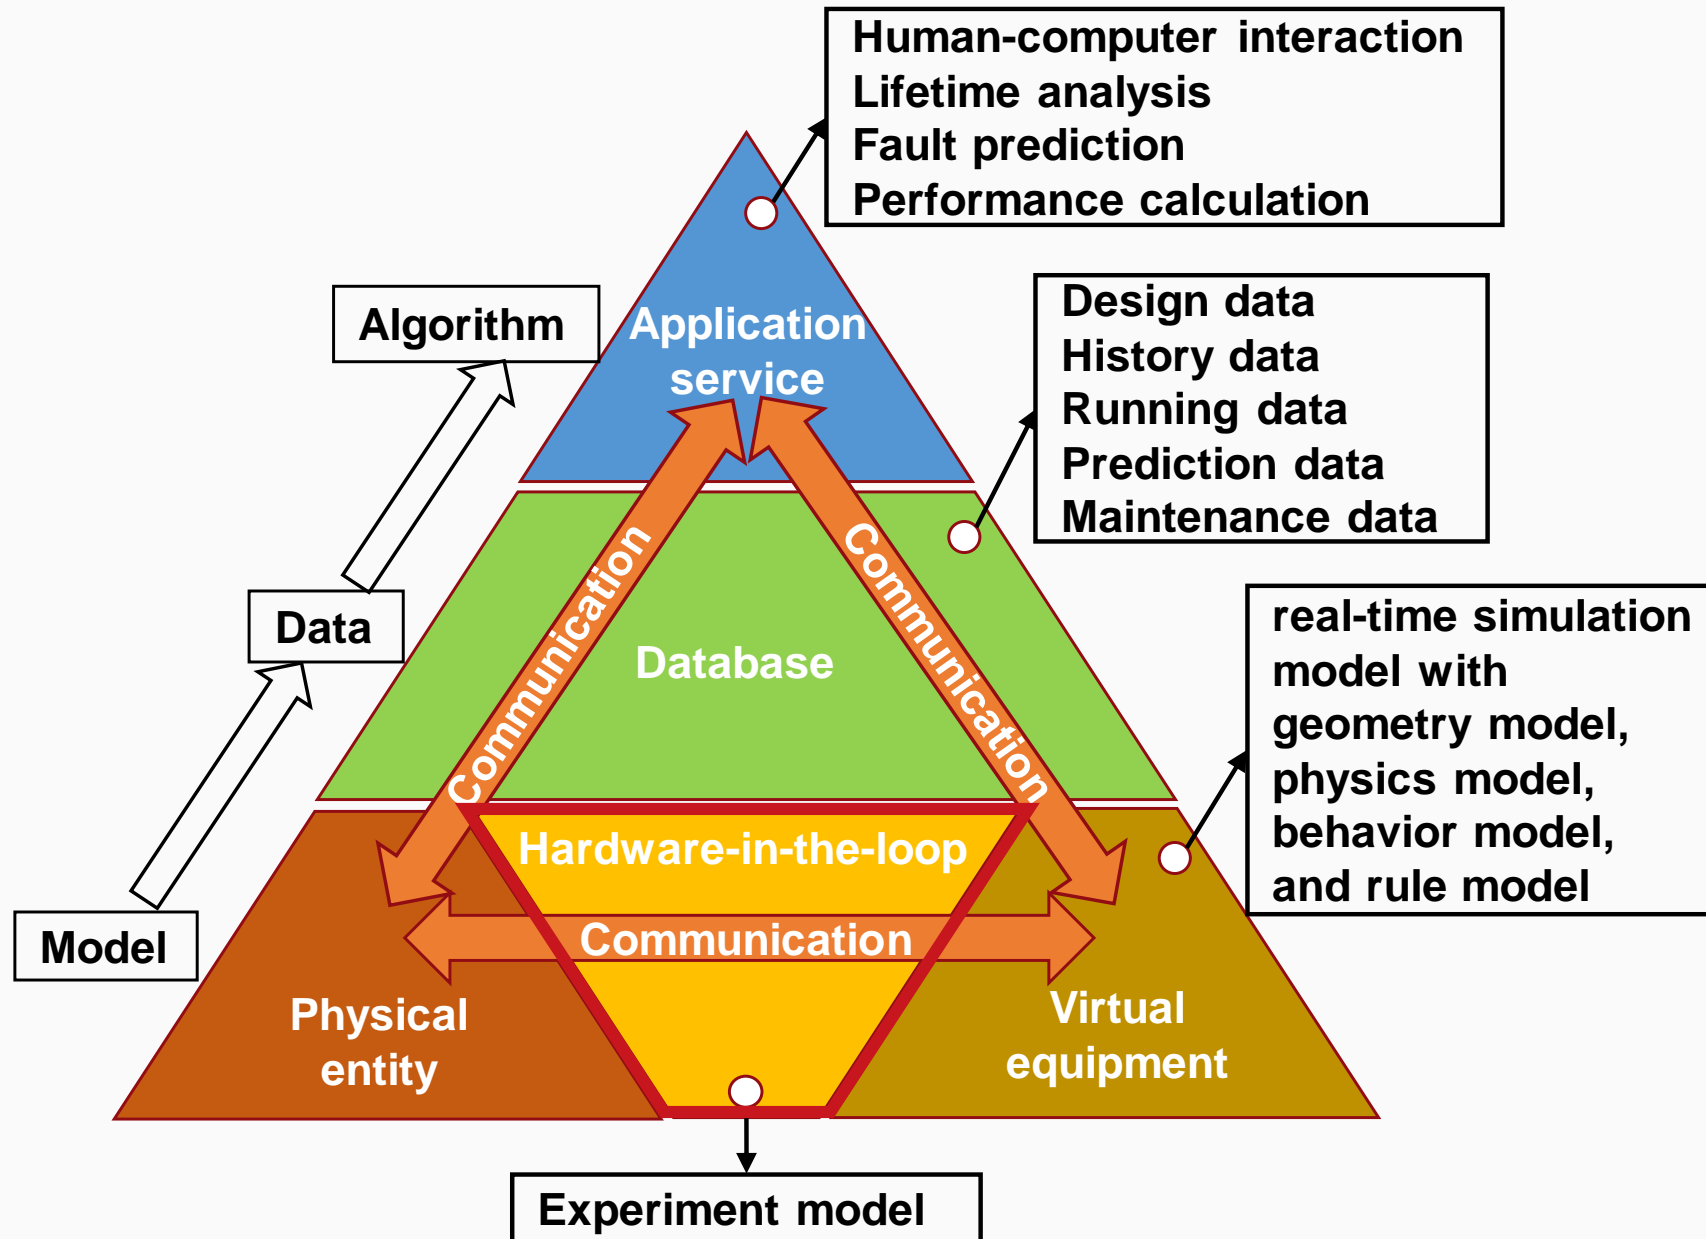 Human-computer interaction
Lifetime analysis
Fault prediction
Performance calculation
Algorithm
Application
service
Design data
History data
Running data
Prediction data
Maintenance data
Communication
Communication
Data
Database
real-time simulation
model with
geometry model,
physics model,
behavior model,
and rule model
Hardware-in-the-loop
Model
Communication
Physical
entity
Virtual
equipment
Experiment model